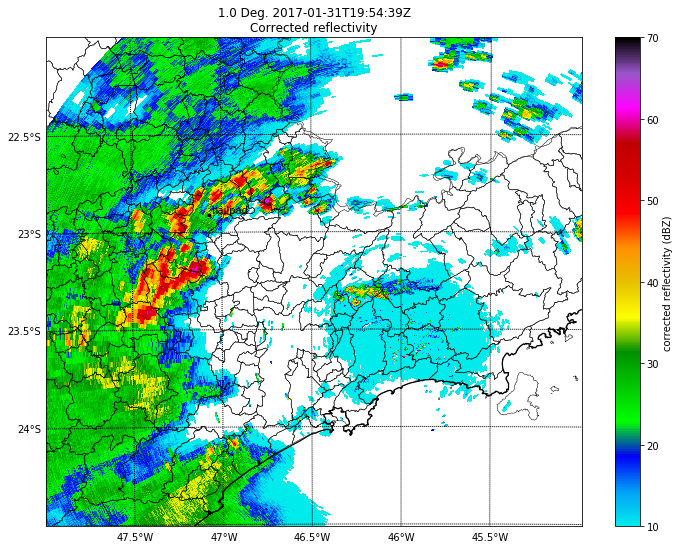 1.0 Deg. 2017-01-31T19:54:39Z
Corrected reflectivity
70
60
50
40
30
20
10
corrected reflectivity (dBZ)
22.5°S
23°S
23.5°S
24°S
47.5°W
47°W
46.5°W
46°W
45.5°W